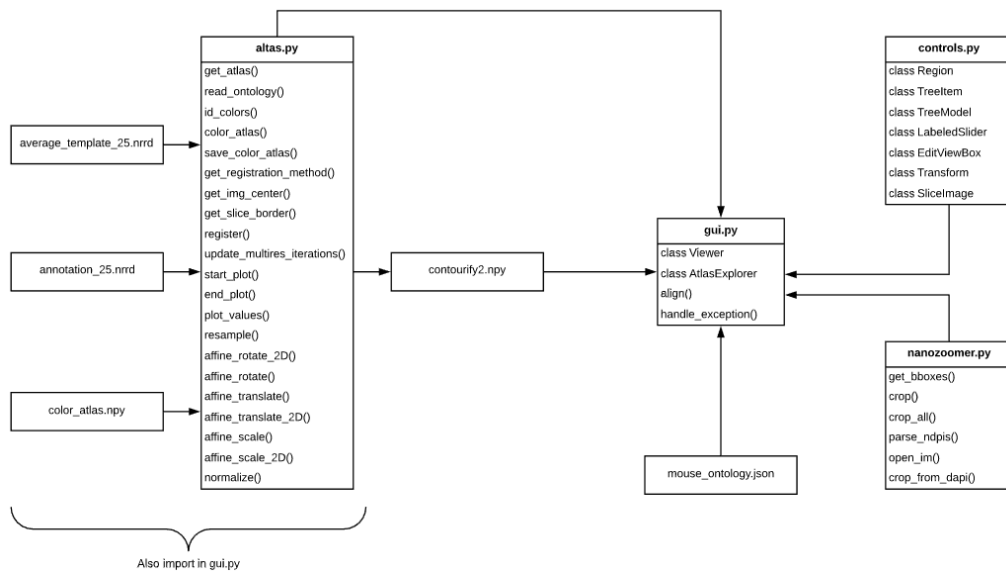 altas.py
get_atlas()
read_ontology()
id_colors()
color_atlas()
save_color_atlas()
get_registration_method()
get_img_center()
get_slice_border()
register()
update_multires_iterations()
start_plot()
end_plot()
plot_values()
resample()
affine_rotate_2D()
affine_rotate()
affine_translate()
affine_translate_2D()
affine_scale()
affine_scale_2D()
normalize()
average_template_25.nrrd
annotation_25.nrrd
color_atlas.npy
Also import in gui.py
contourify2.npy
gui.py
class Viewer
class AtlasExplorer
align()
handle_exception()
mouse_ontology.json
controls.py
class Region
class TreeItem
class TreeModel
class LabeledSlider
class EditViewBox
class Transform
class SliceImage
nanozoomer.py
get_bboxes()
crop()
crop_all()
parse_ndpis()
open_im()
crop_from_dapi()